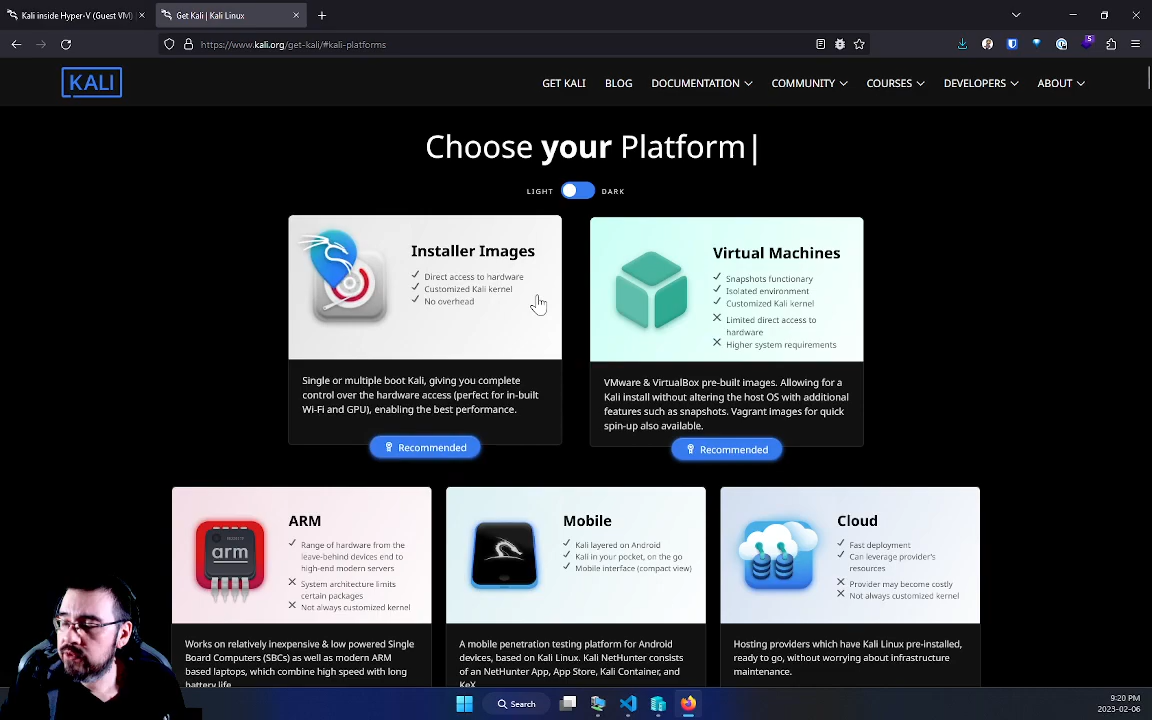 Kali inside Hyper-V (Guest VM)
Get Kali | Kali Linux
https://www.kali.org/get-kali/#kali-platforms
5
KALI
GET KALI
BLOG
DOCUMENTATION
COMMUNITY
COURSES
DEVELOPERS
ABOUT
Choose your Platform|
LIGHT
DARK
Installer Images
Direct access to hardware
Customized Kali kernel
No overhead
Single or multiple boot Kali, giving you complete
control over the hardware access (perfect for in-built
Wi-Fi and GPU), enabling the best performance.
Recommended
Virtual Machines
Snapshots functionary
Isolated environment
Customized Kali kernel
Limited direct access to
hardware
Higher system requirements
VMware & VirtualBox pre-built images. Allowing for a
Kali install without altering the host OS with additional
features such as snapshots. Vagrant images for quick
spin-up also available.
Recommended
arm
ARM
Range of hardware from the
leave-behind devices end to
high-end modern servers
System architecture limits
certain packages
Not always customized kernel
Works on relatively inexpensive & low powered Single
Board Computers (SBCs) as well as modern ARM
based laptops, which combine high speed with long
battery life.
Mobile
Kali layered on Android
Kali in your pocket, on the go
Mobile interface (compact view)
A mobile penetration testing platform for Android
devices, based on Kali Linux. Kali NetHunter consists
of an NetHunter App, App Store, Kali Container, and
KeX.
Cloud
Fast deployment
Can leverage provider's
resources
Provider may become costly
Not always customized kernel
Hosting providers which have Kali Linux pre-installed,
ready to go, without worrying about infrastructure
maintenance.
Search
9:20 PM
2023-02-06